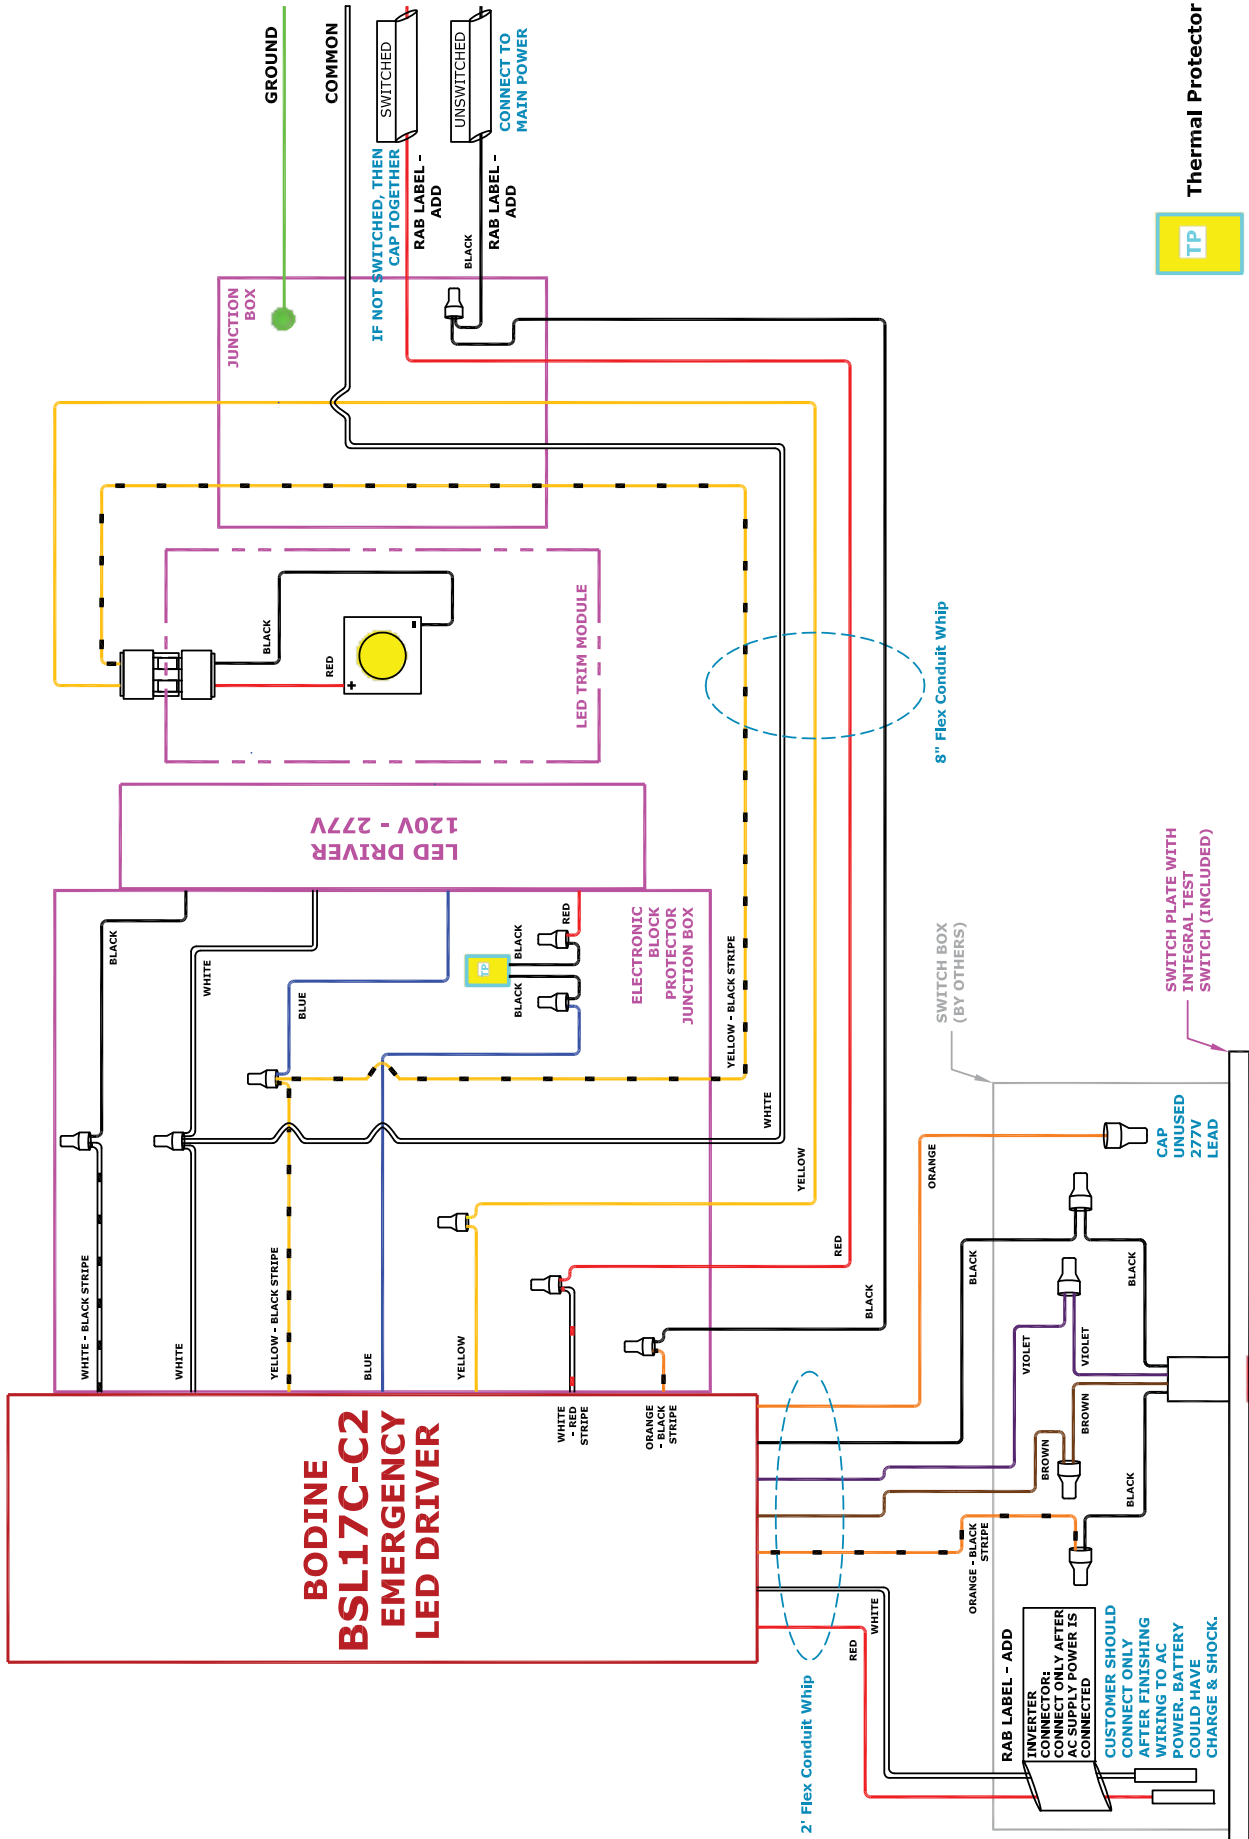 GROUND
COMMON
SWITCHED
UNSWITCHED
CONNECT TO
MAIN POWER
IF NOT SWITCHED, THEN
CAP TOGETHER
RAB LABEL -
ADD
RAB LABEL -
ADD
BLACK
Thermal Protector
TP
JUNCTION
BOX
BLACK
RED
+
-
LED TRIM MODULE
8" Flex Conduit Whip
LED DRIVER
120V - 277V
BLACK
WHITE
BLUE
TP
BLACK
BLACK
RED
ELECTRONIC
BLOCK
PROTECTOR
JUNCTION BOX
YELLOW - BLACK STRIPE
WHITE
YELLOW
RED
BLACK
WHITE - BLACK STRIPE
WHITE
YELLOW - BLACK STRIPE
BLUE
YELLOW
WHITE
- RED
STRIPE
ORANGE
- BLACK
STRIPE
BODINE
BSL17C-C2
EMERGENCY
LED DRIVER
SWITCH BOX
(BY OTHERS)
SWITCH PLATE WITH
INTEGRAL TEST
SWITCH (INCLUDED)
ORANGE
CAP
UNUSED
277V
LEAD
BLACK
BLACK
VIOLET
VIOLET
BROWN
BROWN
BLACK
ORANGE - BLACK
STRIPE
WHITE
RED
2' Flex Conduit Whip
RAB LABEL - ADD
INVERTER
CONNECTOR:
CONNECT ONLY AFTER
AC SUPPLY POWER IS
CONNECTED
CUSTOMER SHOULD
CONNECT ONLY
AFTER FINISHING
WIRING TO AC
POWER. BATTERY
COULD HAVE
CHARGE & SHOCK.